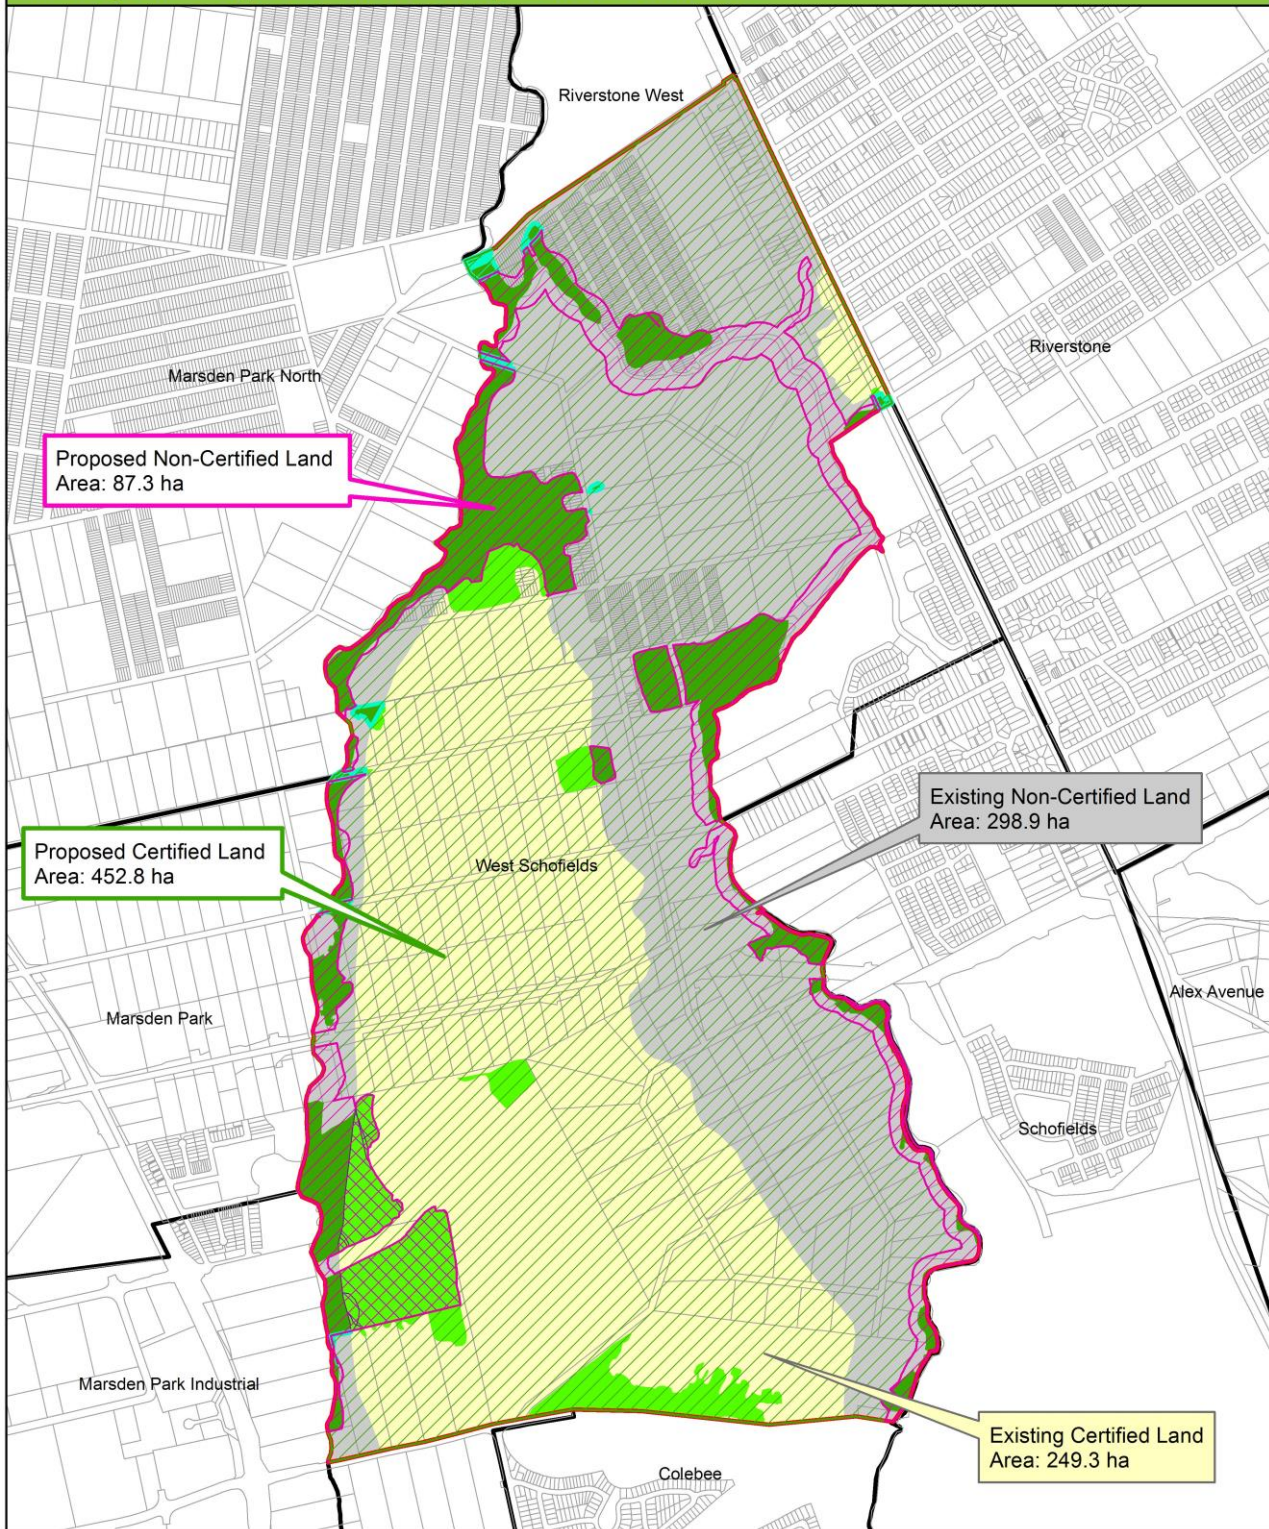 Riverstone West
Riverstone
Marsden Park North
Proposed Non-Certified Land
Area: 87.3 ha
Existing Non-Certified Land
Area: 298.9 ha
Proposed Certified Land
Area: 452.8 ha
West Schofields
Alex Avenue
Marsden Park
Schofields
Marsden Park Industrial
Existing Certified Land
Area: 249.3 ha
Colebee